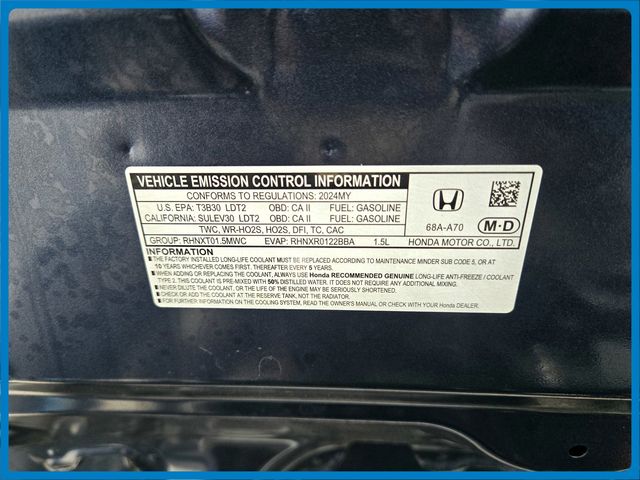 VEHICLE EMISSION CONTROL INFORMATION
CONFORMS TO REGULATIONS: 2024MY
U.S. EPA: T3B30 LDT2 OBD: CA II FUEL: GASOLINE
CALIFORNIA: SULEV30 LDT2 OBD: CA II FUEL: GASOLINE
TWC, WR-HO2S, HO2S, DFI, TC, CAC
GROUP: RHNXT01.5MWC EVAP: RHNXR0122BBA 1.5L
68A-A70
M·D
HONDA MOTOR CO., LTD.
INFORMATION
■ THE FACTORY INSTALLED LONG-LIFE COOLANT MUST BE REPLACED ACCORDING TO MAINTENANCE MINDER SUB CODE 5, OR AT
10 YEARS WHICHEVER COMES FIRST. THEREAFTER EVERY 5 YEARS.
■ WHEN ADDING OR REPLACING THE COOLANT, ALWAYS USE Honda RECOMMENDED GENUINE LONG-LIFE ANTI-FREEZE / COOLANT
TYPE 2. THIS COOLANT IS PRE-MIXED WITH 50% DISTILLED WATER. IT DOES NOT REQUIRE ANY ADDITIONAL MIXING.
■ NEVER DILUTE THE COOLANT, OR THE LIFE OF THE ENGINE MAY BE SERIOUSLY SHORTENED.
■ CHECK OR ADD THE COOLANT AT THE RESERVE TANK, NOT THE RADIATOR.
■ FOR FURTHER INFORMATION ON THE COOLING SYSTEM, READ THE OWNER'S MANUAL OR CHECK WITH YOUR Honda DEALER.